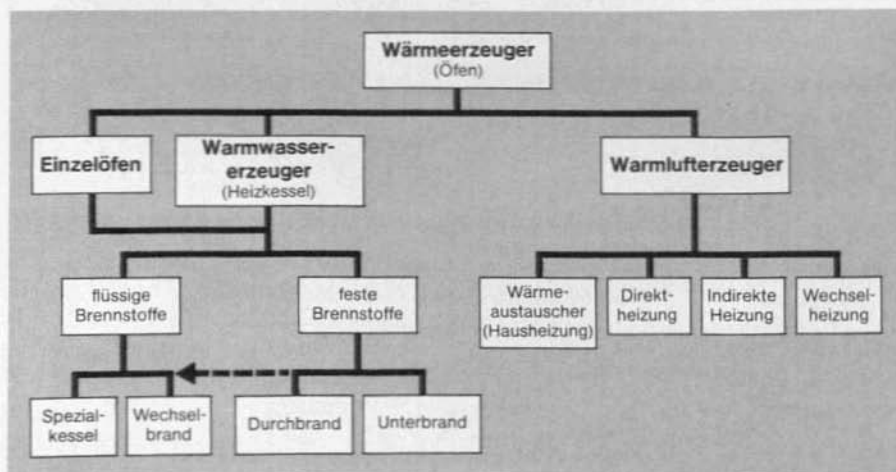 Wärmeerzeuger
(Öfen)
Einzelöfen
Warmwasser-
erzeuger
(Heizkessel)
Warmlufterzeuger
flüssige
Brennstoffe
feste
Brennstoffe
Wärme-
austauscher
(Hausheizung)
Direkt-
heizung
Indirekte
Heizung
Wechsel-
heizung
Spezial-
kessel
Wechsel-
brand
Durchbrand
Unterbrand